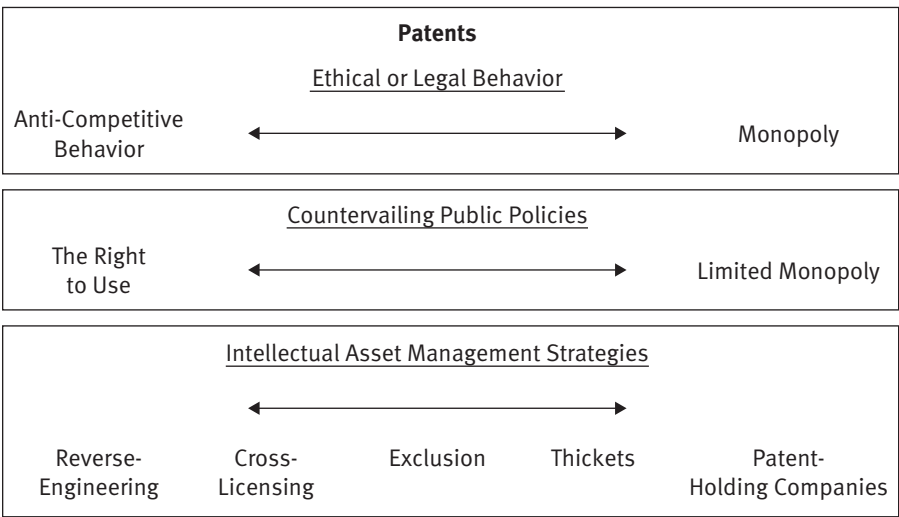 Patents
Ethical or Legal Behavior
Anti-Competitive
Behavior
Monopoly
Countervailing Public Policies
The Right
to Use
Limited Monopoly
Intellectual Asset Management Strategies
Reverse-
Engineering
Cross-
Licensing
Exclusion
Thickets
Patent-
Holding Companies